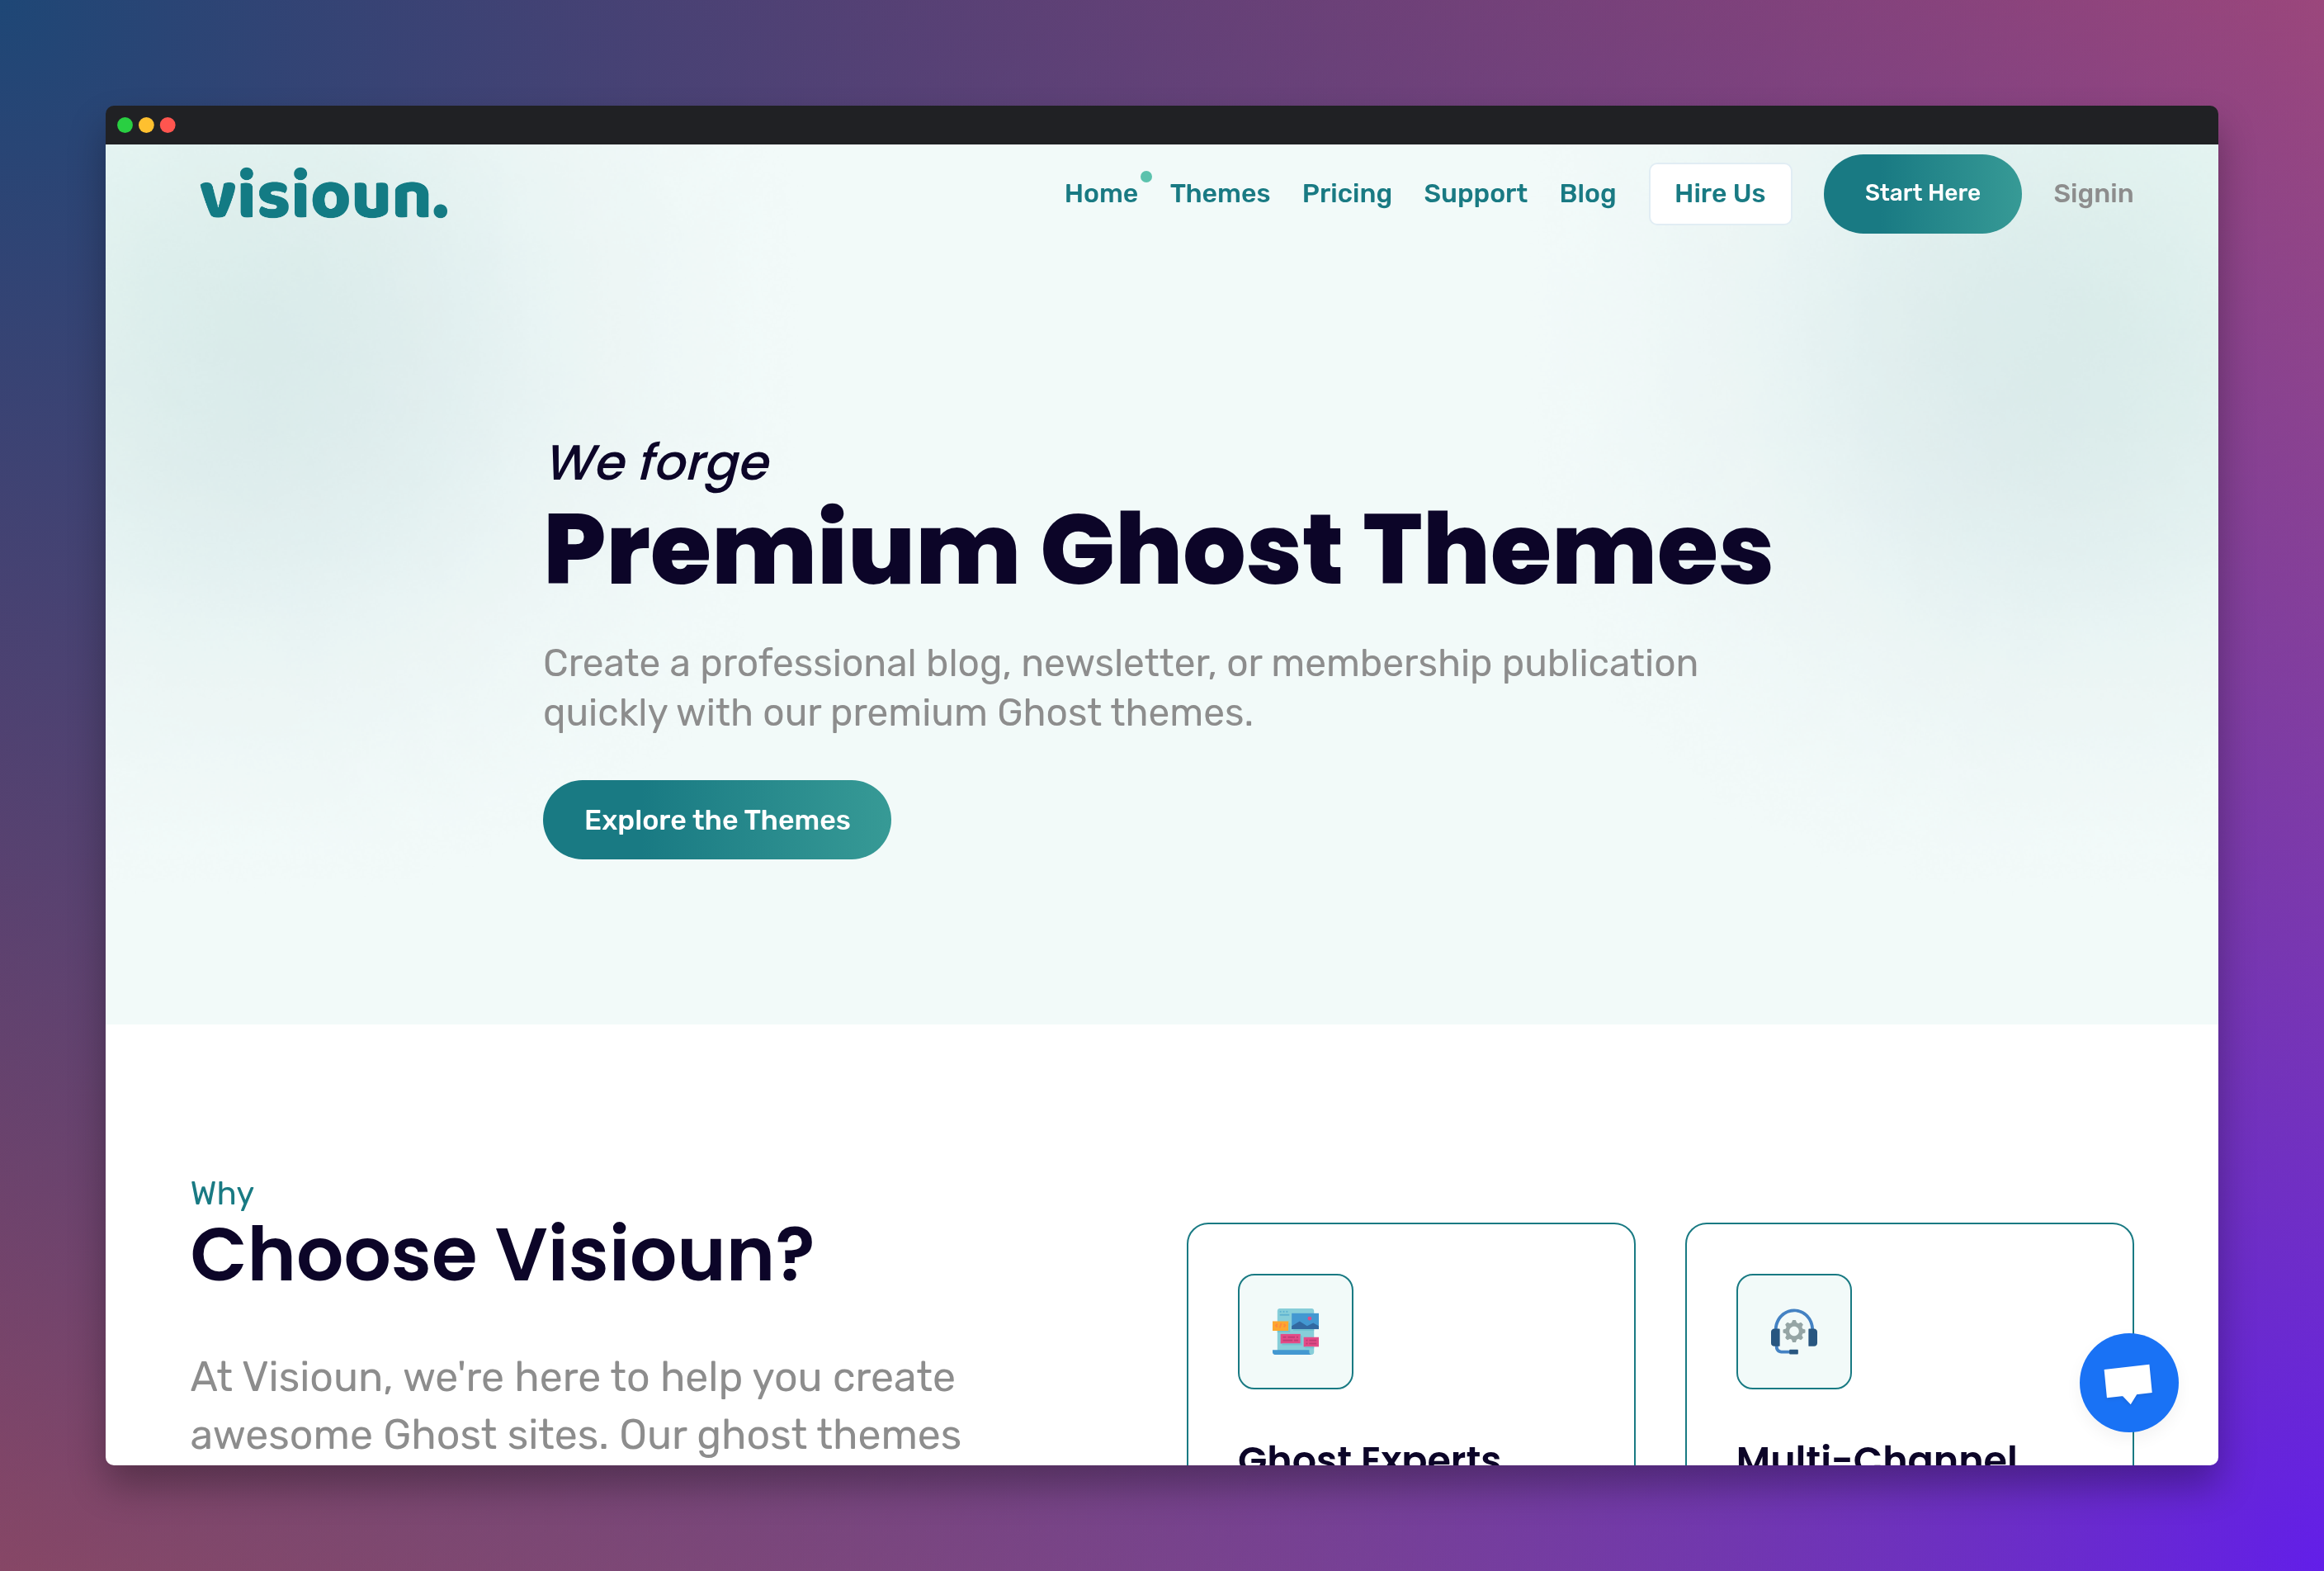 visioun.
Home Themes Pricing Support Blog Hire Us Start Here Signin
We forge
Premium Ghost Themes
Create a professional blog, newsletter, or membership publication
quickly with our premium Ghost themes.
Explore the Themes
Why
Choose Visioun?
At Visioun, we're here to help you create
awesome Ghost sites. Our ghost themes
Ghost Experts
Multi-Channel